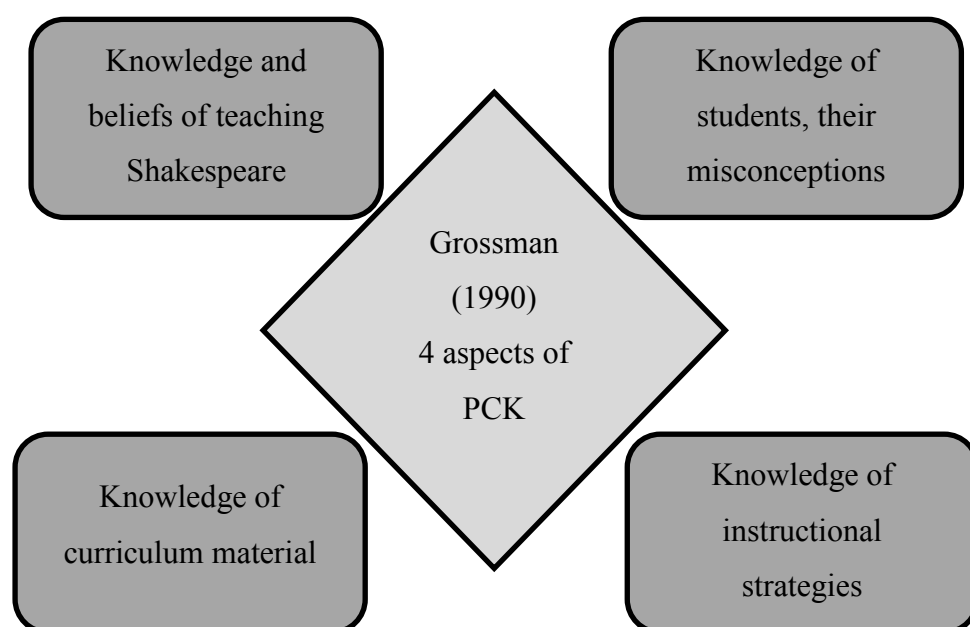 Knowledge and
beliefs of teaching
Shakespeare
Knowledge of
students, their
misconceptions
Grossman
(1990)
4 aspects of
PCK
Knowledge of
curriculum material
Knowledge of
instructional
strategies